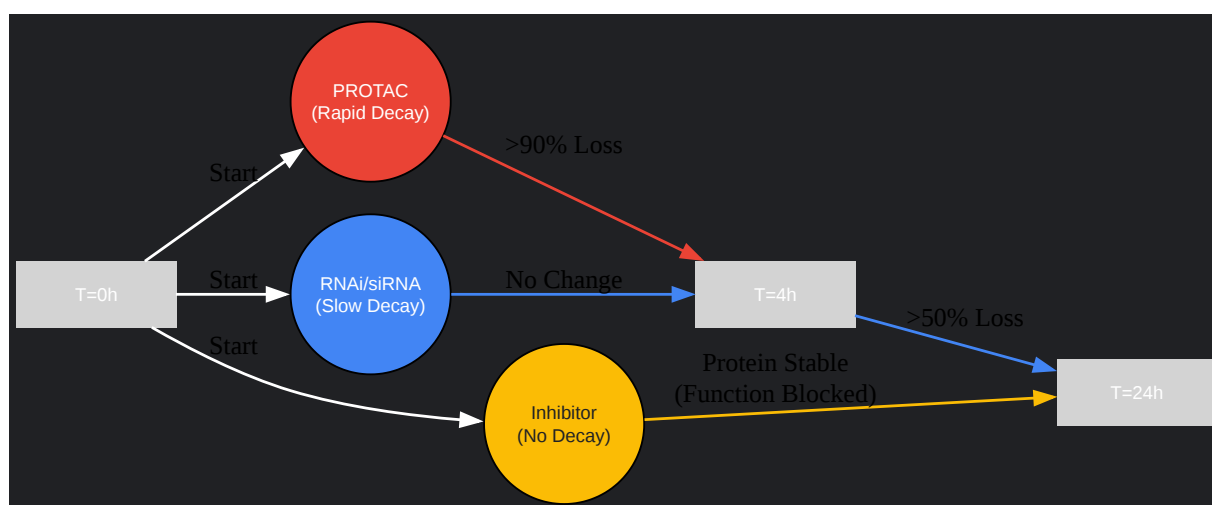 PROTAC
(Rapid Decay)
>90% Loss
Start
T=0h
Start
RNAi/siRNA
(Slow Decay)
No Change
T=4h
>50% Loss
Start
Protein Stable
(Function Blocked)
Inhibitor
(No Decay)
T=24h